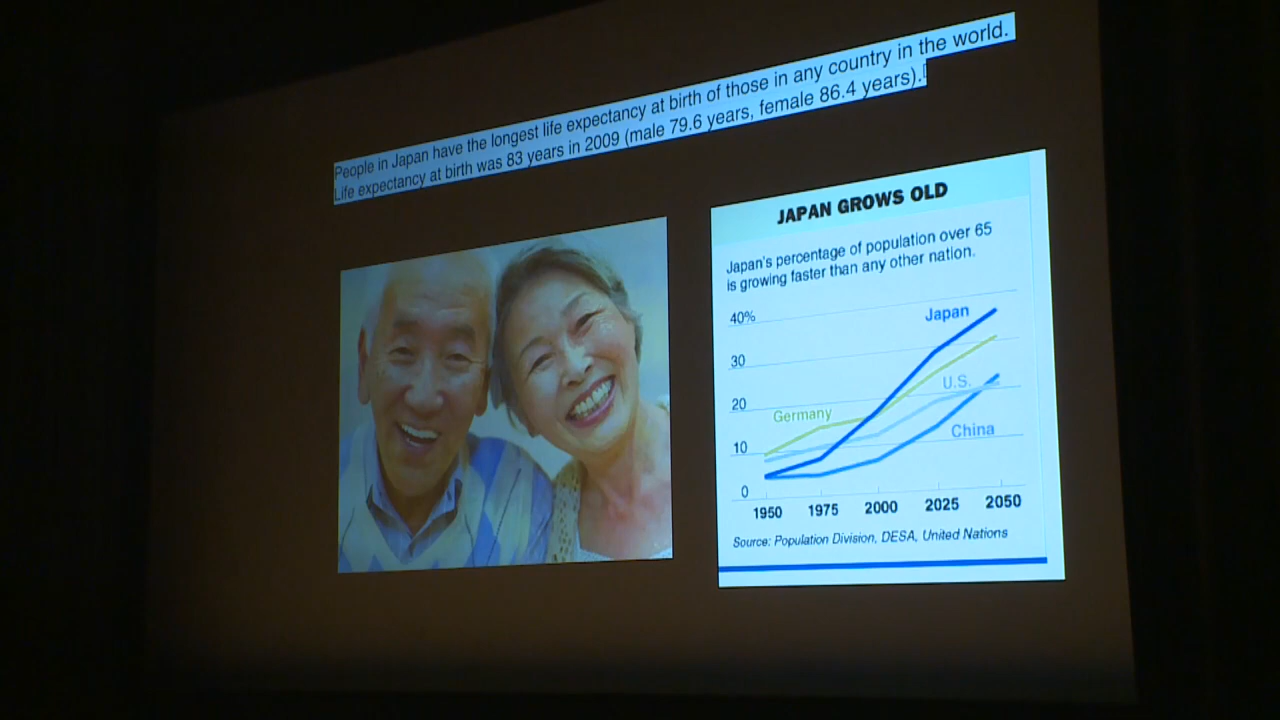 People in Japan have the longest life expectancy at birth of those in any country in the world.
Life expectancy at birth was 83 years in 2009 (male 79.6 years, female 86.4 years).
JAPAN GROWS OLD
Japan's percentage of population over 65
is growing faster than any other nation.
40%
Japan
30
U.S.
20
Germany
China
10
0
1950 1975 2000 2025 2050
Source: Population Division, DESA, United Nations